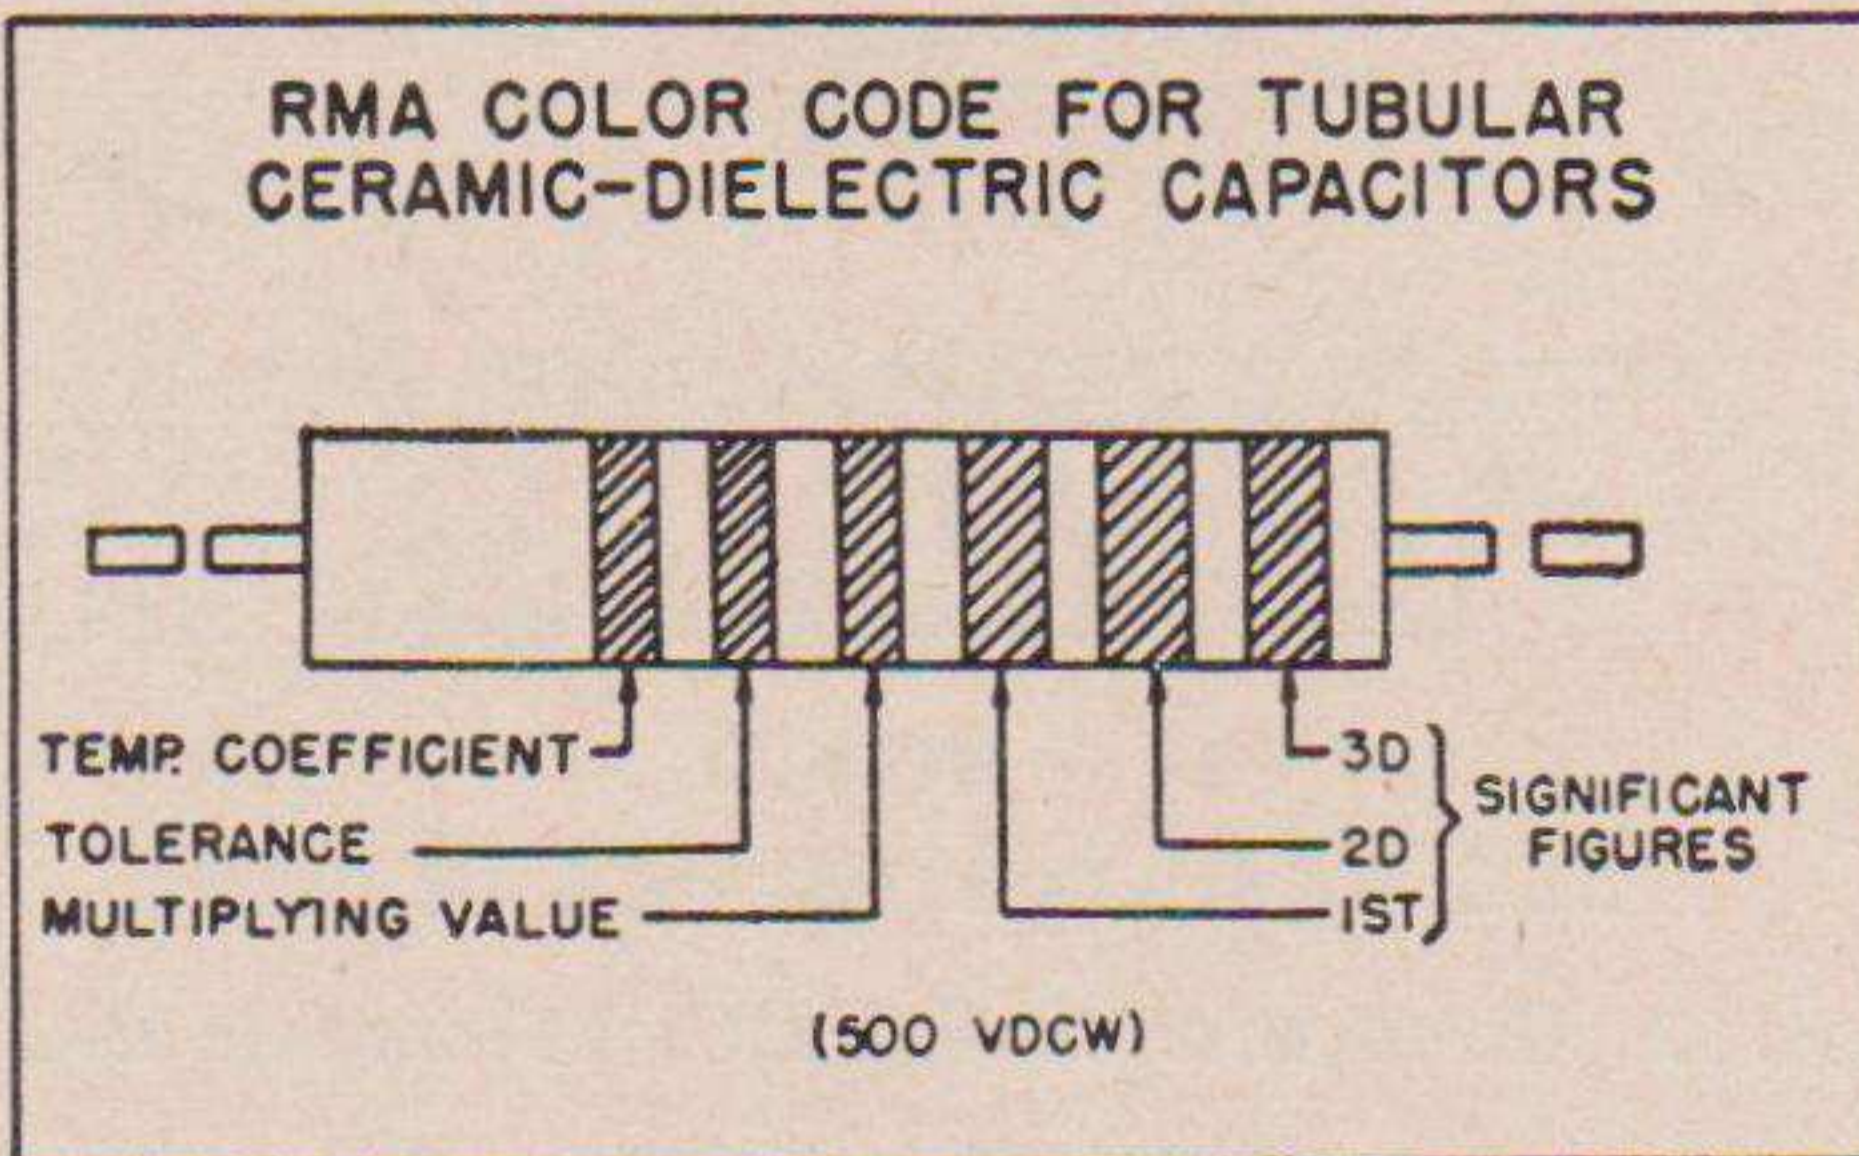 RMA COLOR CODE FOR TUBULAR
CERAMIC-DIELECTRIC CAPACITORS
TEMP. COEFFICIENT
TOLERANCE
MULTIPLYING VALUE
3D
2D
1ST
SIGNIFICANT
FIGURES
(500 VDCW)